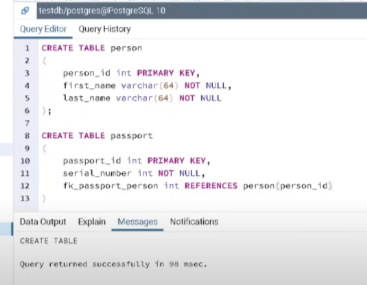 testdb/postgres@PostgreSQL 10
Query Editor Query History
1 CREATE TABLE person
2 (
3 person_id int PRIMARY KEY,
4 first_name varchar(64) NOT NULL,
5 last_name varchar(64) NOT NULL
6 );
7
8 CREATE TABLE passport
9 (
10 passport_id int PRIMARY KEY,
11 serial_number int NOT NULL,
12 fk_passport_person int REFERENCES person(person_id)
13 )
Data Output Explain Messages Notifications
CREATE TABLE
Query returned successfully in 98 msec.